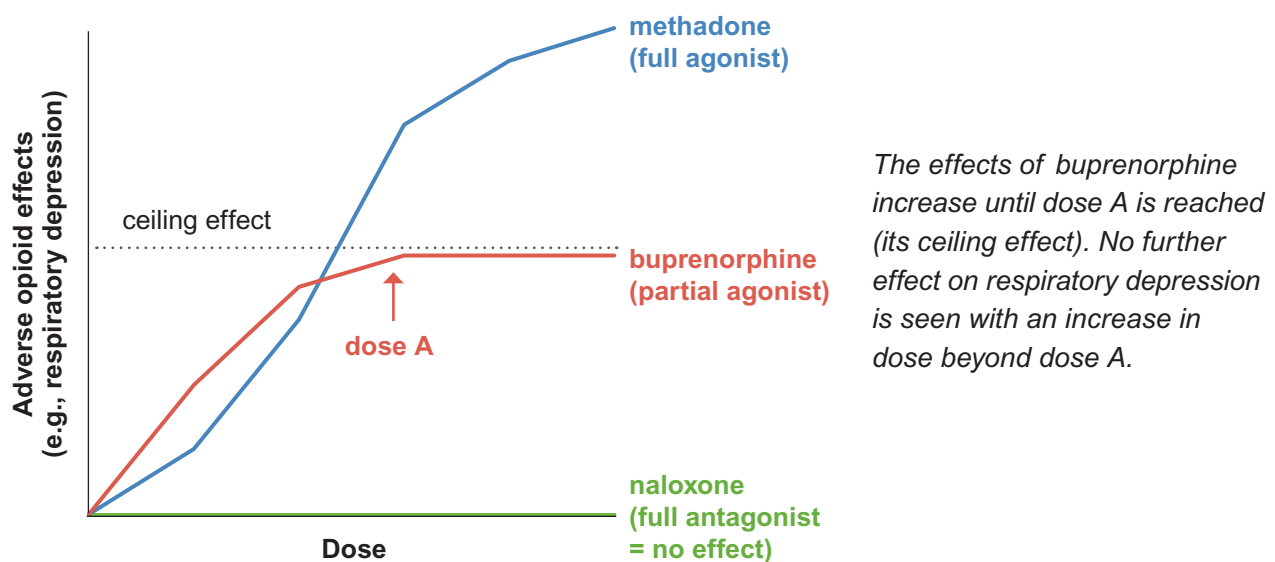 Adverse opioid effects
(e.g., respiratory depression)
methadone
(full agonist)
ceiling effect
buprenorphine
(partial agonist)
dose A
naloxone
(full antagonist
= no effect)
Dose
The effects of buprenorphine
increase until dose A is reached
(its ceiling effect). No further
effect on respiratory depression
is seen with an increase in
dose beyond dose A.